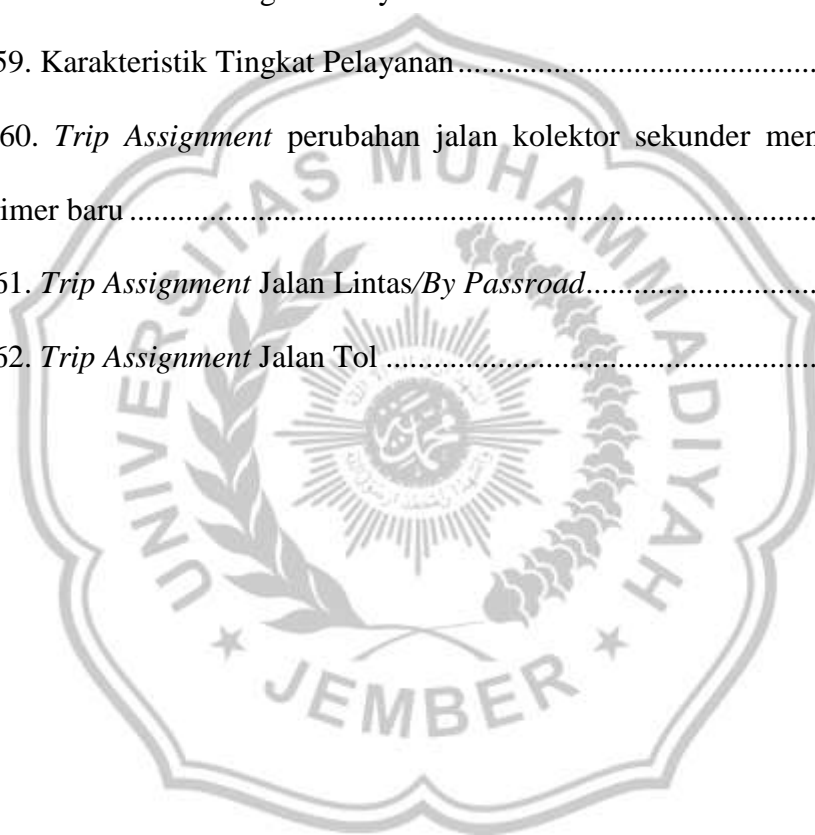 59. Karakteristik Tingkat Pelayanan
60. Trip Assignment perubahan jalan kolektor sekunder men
imer baru
61. Trip Assignment Jalan Lintas/By Passroad
62. Trip Assignment Jalan Tol
UNIVERSITAS MUHAMMADIYAH
JEMBER